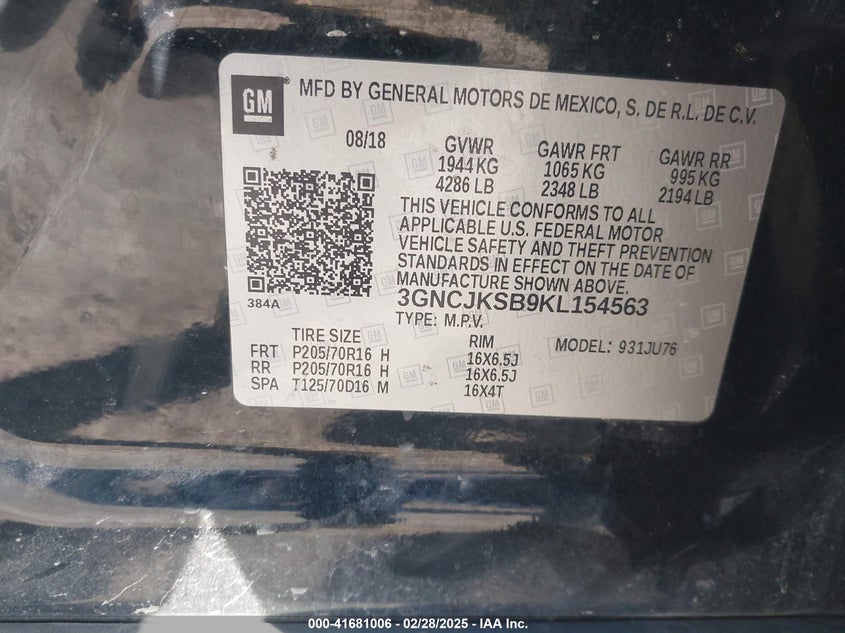 GM
MFD BY GENERAL MOTORS DE MEXICO, S. DE R.L. DE C.V.
08/18
GVWR
1944 KG
4286 LB
GAWR FRT
1065 KG
2348 LB
GAWR RR
995 KG
2194 LB
THIS VEHICLE CONFORMS TO ALL
APPLICABLE U.S. FEDERAL MOTOR
VEHICLE SAFETY AND THEFT PREVENTION
STANDARDS IN EFFECT ON THE DATE OF
MANUFACTURE SHOWN ABOVE.
384A
3GNCJKSB9KL154563
TYPE: M.P.V.
TIRE SIZE RIM MODEL: 931JU76
FRT P205/70R16 H 16X6.5J
RR P205/70R16 H 16X6.5J
SPA T125/70D16 M 16X4T
000-41681006 - 02/28/2025 - IAA Inc.